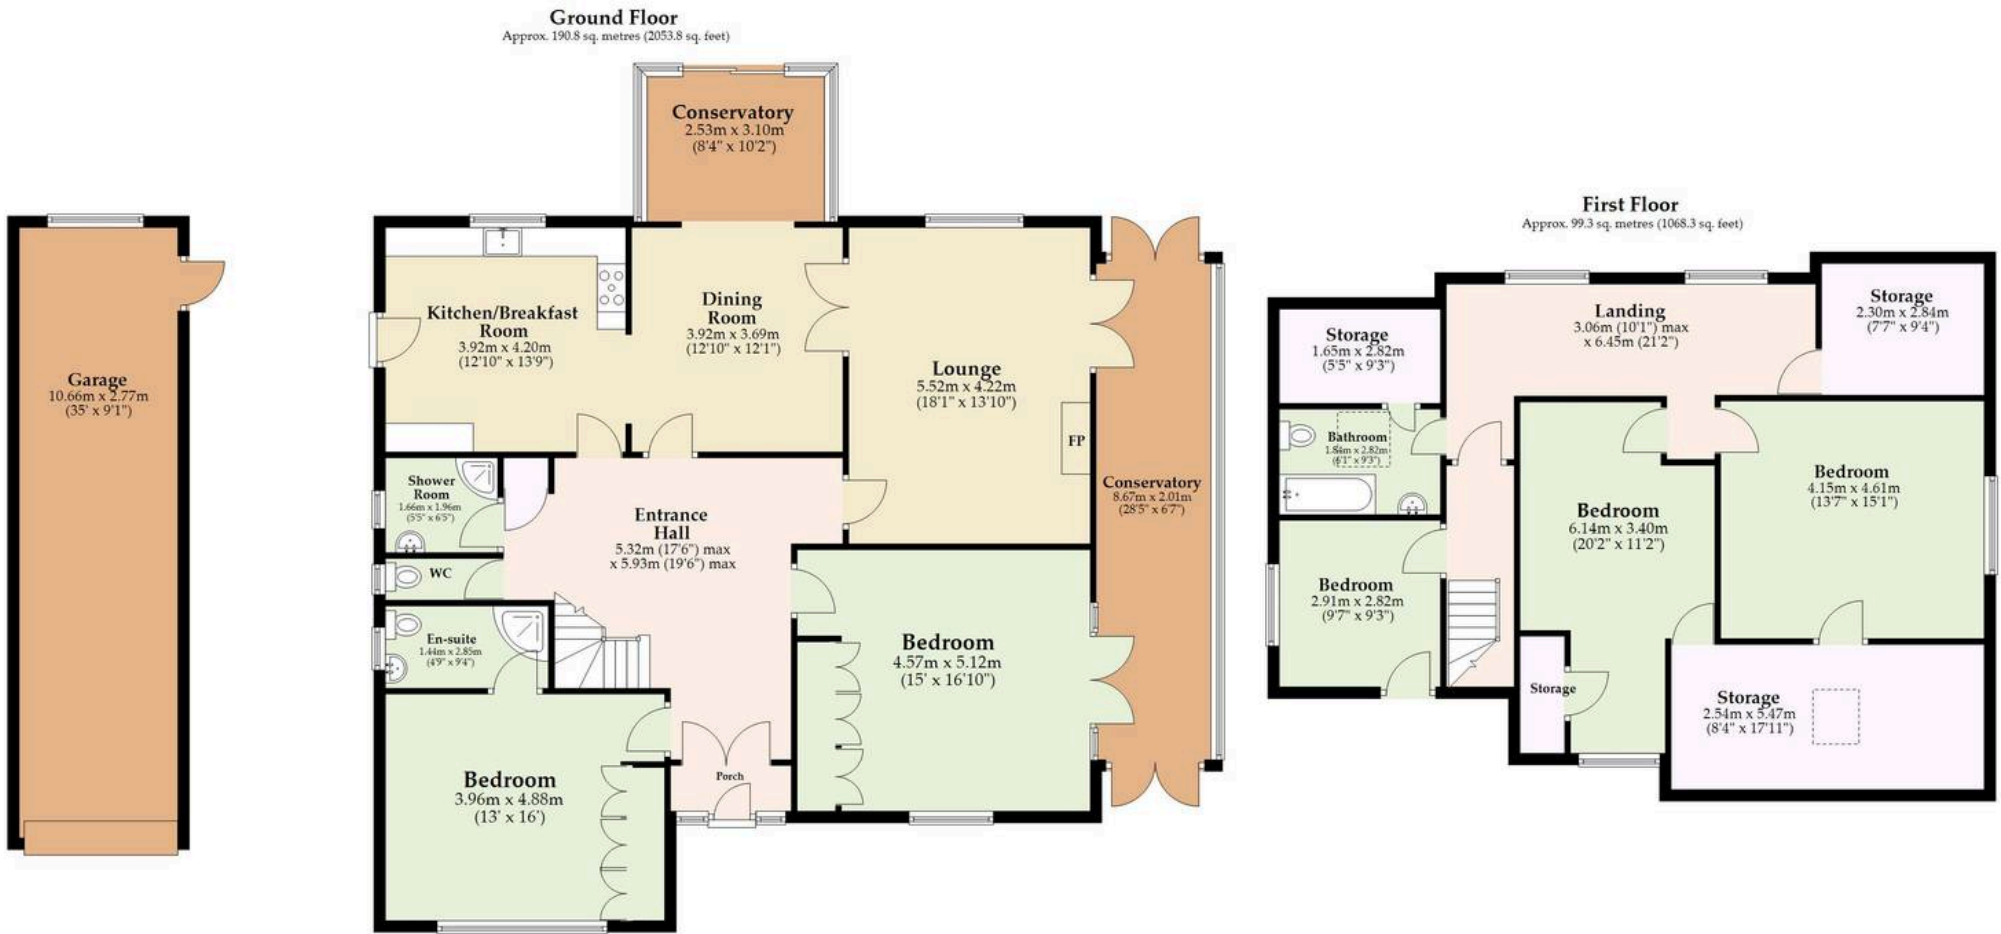 Ground Floor
Approx. 190.8 sq. metres (2053.8 sq. feet)
Conservatory
2.53m x 3.10m
(8'4" x 10'2")
Garage
10.66m x 2.77m
(35' x 9'1")
Kitchen/Breakfast
Room
3.92m x 4.20m
(12'10" x 13'9")
Dining
Room
3.92m x 3.69m
(12'10" x 12'1")
Lounge
5.52m x 4.22m
(18'1" x 13'10")
FP
Conservatory
8.67m x 2.01m
(28'5" x 6'7")
Shower
Room
1.66m x 1.96m
(5'5" x 6'5")
WC
Entrance
Hall
5.32m (17'6") max
x 5.93m (19'6") max
En-suite
1.44m x 2.85m
(4'9" x 9'4")
Bedroom
4.57m x 5.12m
(15' x 16'10")
Bedroom
3.96m x 4.88m
(13' x 16')
Porch
First Floor
Approx. 99.3 sq. metres (1068.3 sq. feet)
Storage
1.65m x 2.82m
(5'5" x 9'3")
Landing
3.06m (10'1") max
x 6.45m (21'2")
Storage
2.30m x 2.84m
(7'7" x 9'4")
Bathroom
1.84m x 2.82m
(6'1" x 9'3")
Bedroom
6.14m x 3.40m
(20'2" x 11'2")
Bedroom
4.15m x 4.61m
(13'7" x 15'1")
Bedroom
2.91m x 2.82m
(9'7" x 9'3")
Storage
Storage
2.54m x 5.47m
(8'4" x 17'11")